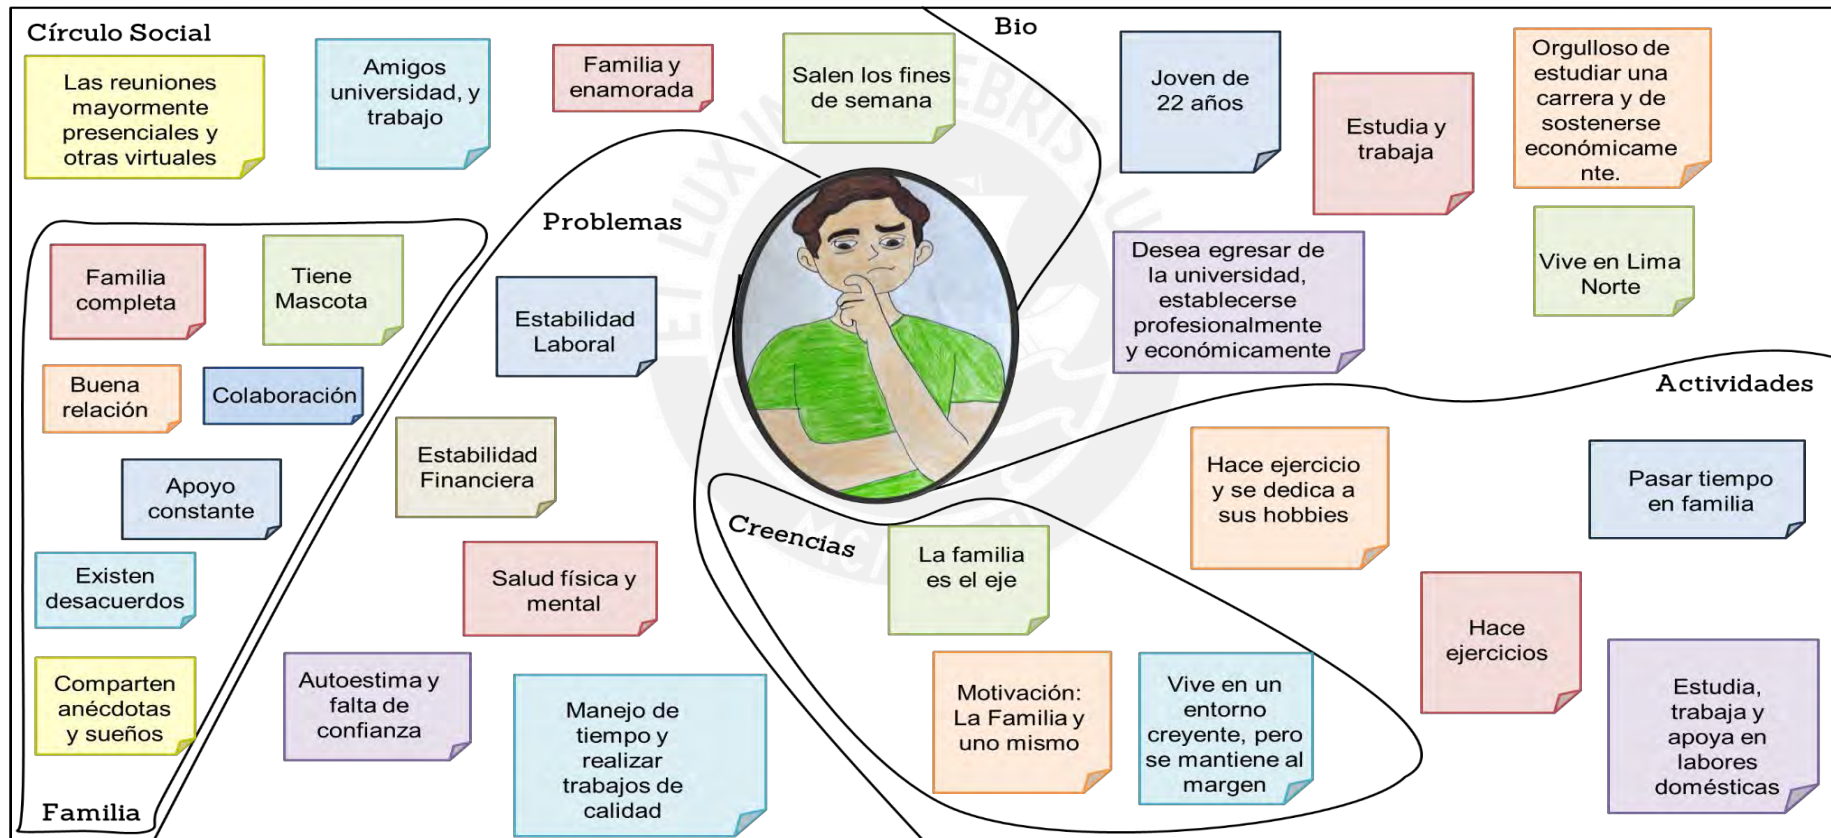 Círculo Social
Las reuniones
mayormente
presenciales y
otras virtuales
Amigos
universidad, y
trabajo
Familia y
enamorada
Salen los fines
de semana
Bio
Joven de
22 años
Estudia y
trabaja
Orgulloso de
estudiar una
carrera y de
sostenerse
económicame
nte.
Desea egresar de
la universidad,
establecerse
profesionalmente
y económicamente
Vive en Lima
Norte
Familia
completa
Tiene
Mascota
Buena
relación
Colaboración
Apoyo
constante
Existen
desacuerdos
Comparten
anécdotas
y sueños
Familia
Problemas
Estabilidad
Laboral
Estabilidad
Financiera
Salud física y
mental
Autoestima y
falta de
confianza
Manejo de
tiempo y
realizar
trabajos de
calidad
Creencias
La familia
es el eje
Motivación:
La Familia y
uno mismo
Vive en un
entorno
creyente, pero
se mantiene al
margen
Actividades
Hace ejercicio
y se dedica a
sus hobbies
Pasar tiempo
en familia
Hace
ejercicios
Estudia,
trabaja y
apoya en
labores
domésticas